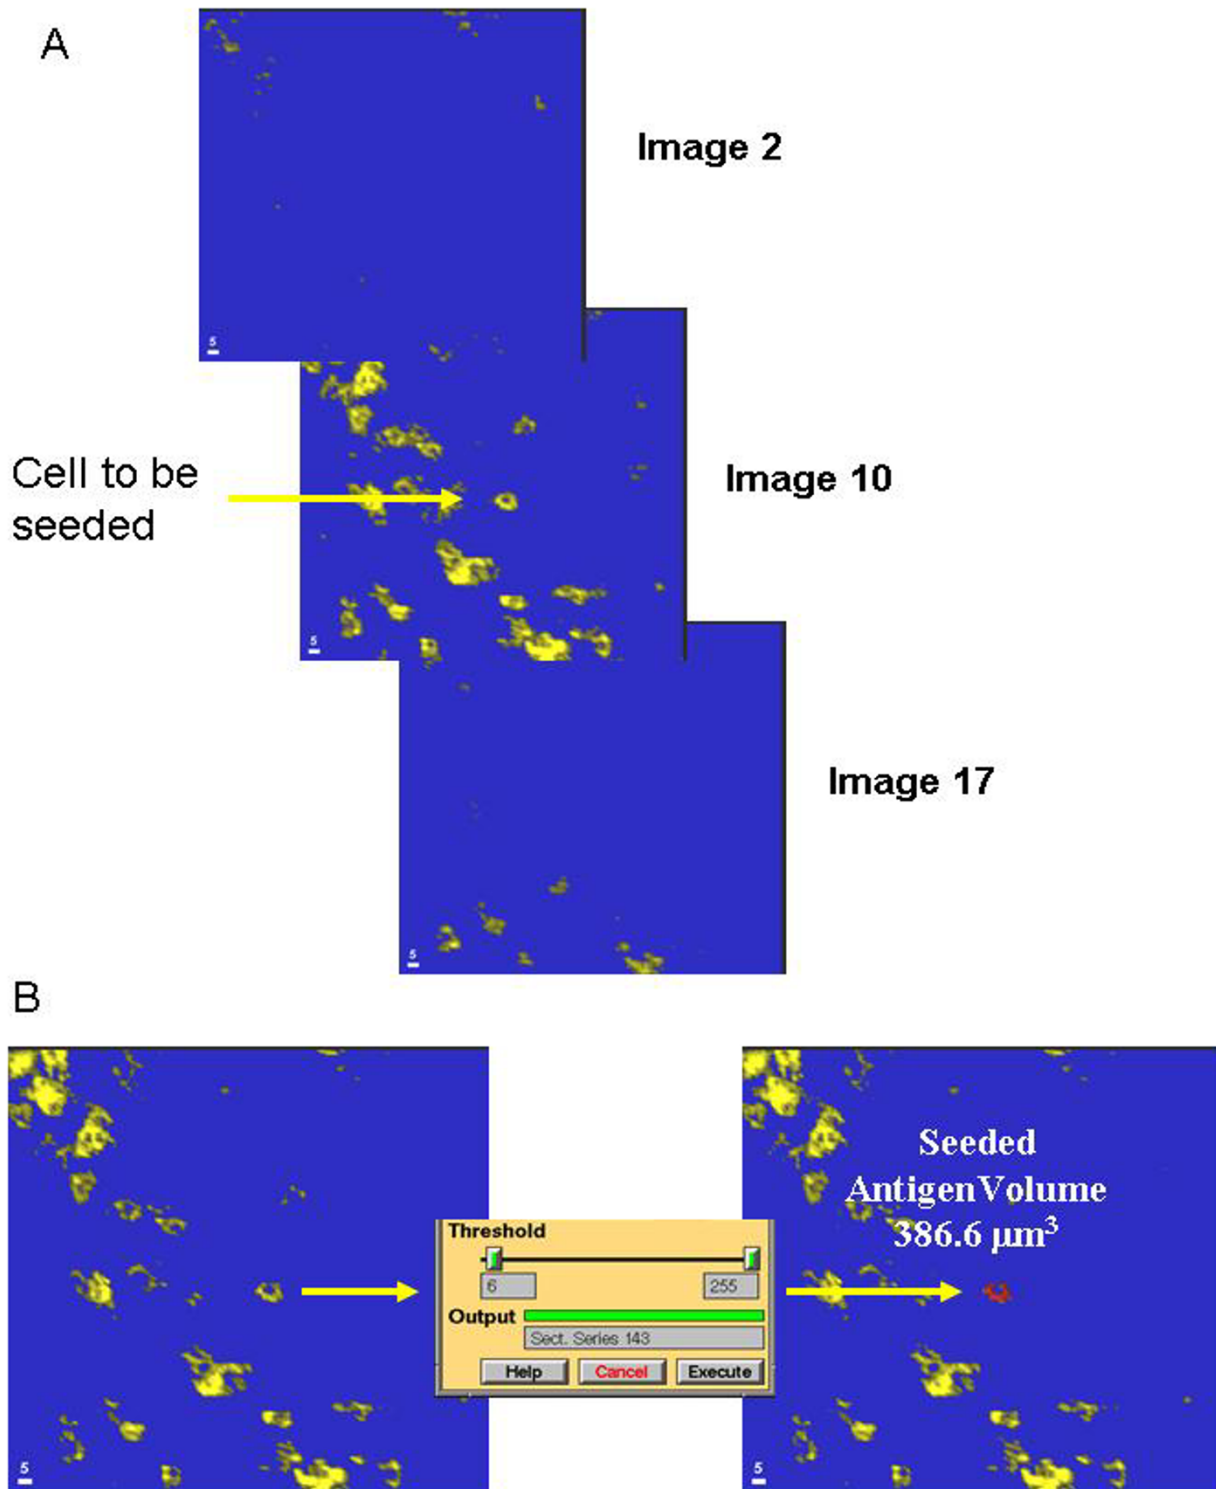 A
Image 2
5
Cell to be
seeded
Image 10
5
Image 17
5
B
Seeded
Antigen Volume
386.6 µm³
Threshold
6 255
Output
Sect. Series 143
Help Cancel Execute
5
5